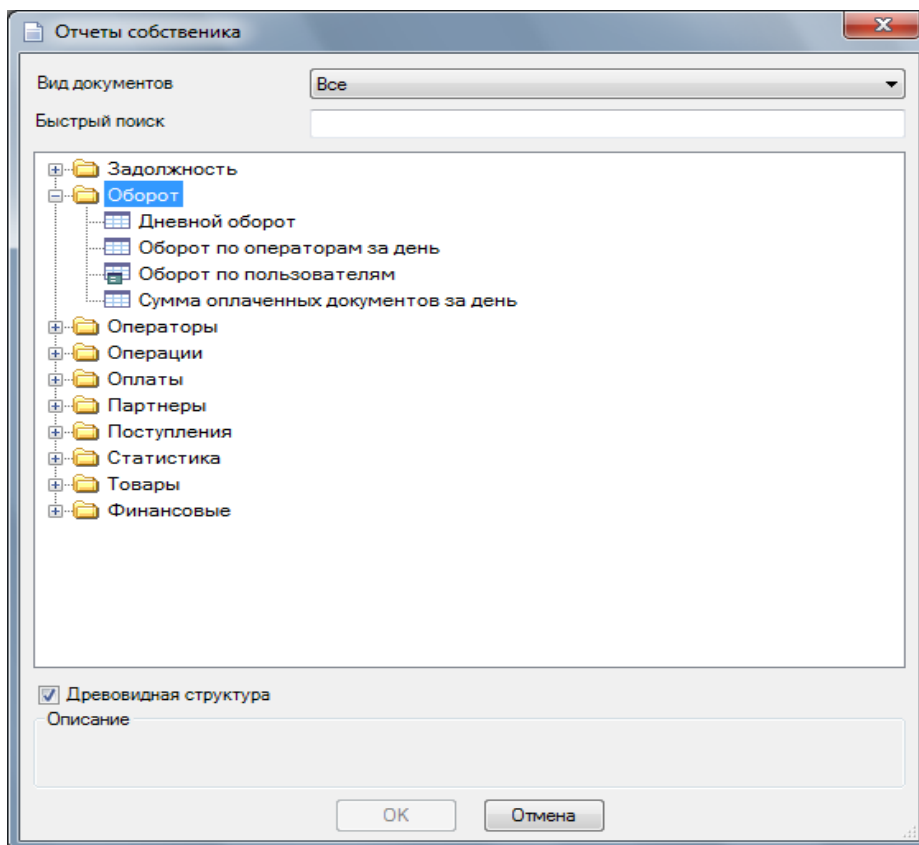 Отчеты собственика
Вид документов
Все
Быстрый поиск
Задолжность
Оборот
Дневной оборот
Оборот по операторам за день
Оборот по пользователям
Сумма оплаченных документов за день
Операторы
Операции
Оплаты
Партнеры
Поступления
Статистика
Товары
Финансовые
Древовидная структура
Описание
OK
Отмена